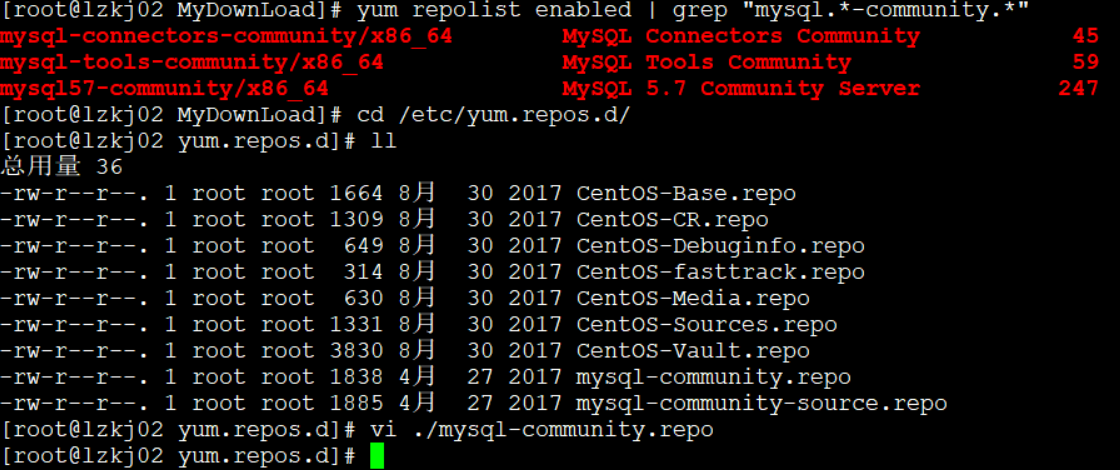 [root@lzkj02 MyDownLoad]# yum repolist enabled | grep "mysql.*-community.*"
mysql-connectors-community/x86_64        MySQL Connectors Community           45
mysql-tools-community/x86_64             MySQL Tools Community                59
mysql57-community/x86_64                 MySQL 5.7 Community Server          247
[root@lzkj02 MyDownLoad]# cd /etc/yum.repos.d/
[root@lzkj02 yum.repos.d]# ll
总用量 36
-rw-r--r--. 1 root root 1664 8月  30 2017 CentOS-Base.repo
-rw-r--r--. 1 root root 1309 8月  30 2017 CentOS-CR.repo
-rw-r--r--. 1 root root  649 8月  30 2017 CentOS-Debuginfo.repo
-rw-r--r--. 1 root root  314 8月  30 2017 CentOS-fasttrack.repo
-rw-r--r--. 1 root root  630 8月  30 2017 CentOS-Media.repo
-rw-r--r--. 1 root root 1331 8月  30 2017 CentOS-Sources.repo
-rw-r--r--. 1 root root 3830 8月  30 2017 CentOS-Vault.repo
-rw-r--r--. 1 root root 1838 4月  27 2017 mysql-community.repo
-rw-r--r--. 1 root root 1885 4月  27 2017 mysql-community-source.repo
[root@lzkj02 yum.repos.d]# vi ./mysql-community.repo
[root@lzkj02 yum.repos.d]#